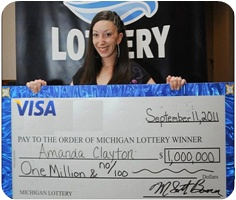 LOTTERY
VISA
September 11, 2011
PAY TO THE ORDER OF MICHIGAN LOTTERY WINNER
Amanda Clayton $ 1,000,000
One Million & no/100 Dollars
MICHIGAN LOTTERY